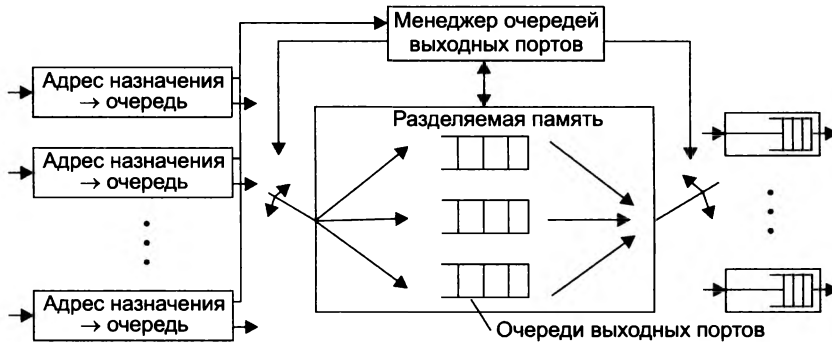 Менеджер очередей
выходных портов
Адрес назначения
→ очередь
Разделяемая память
Адрес назначения
→ очередь
Адрес назначения
→ очередь
Очереди выходных портов